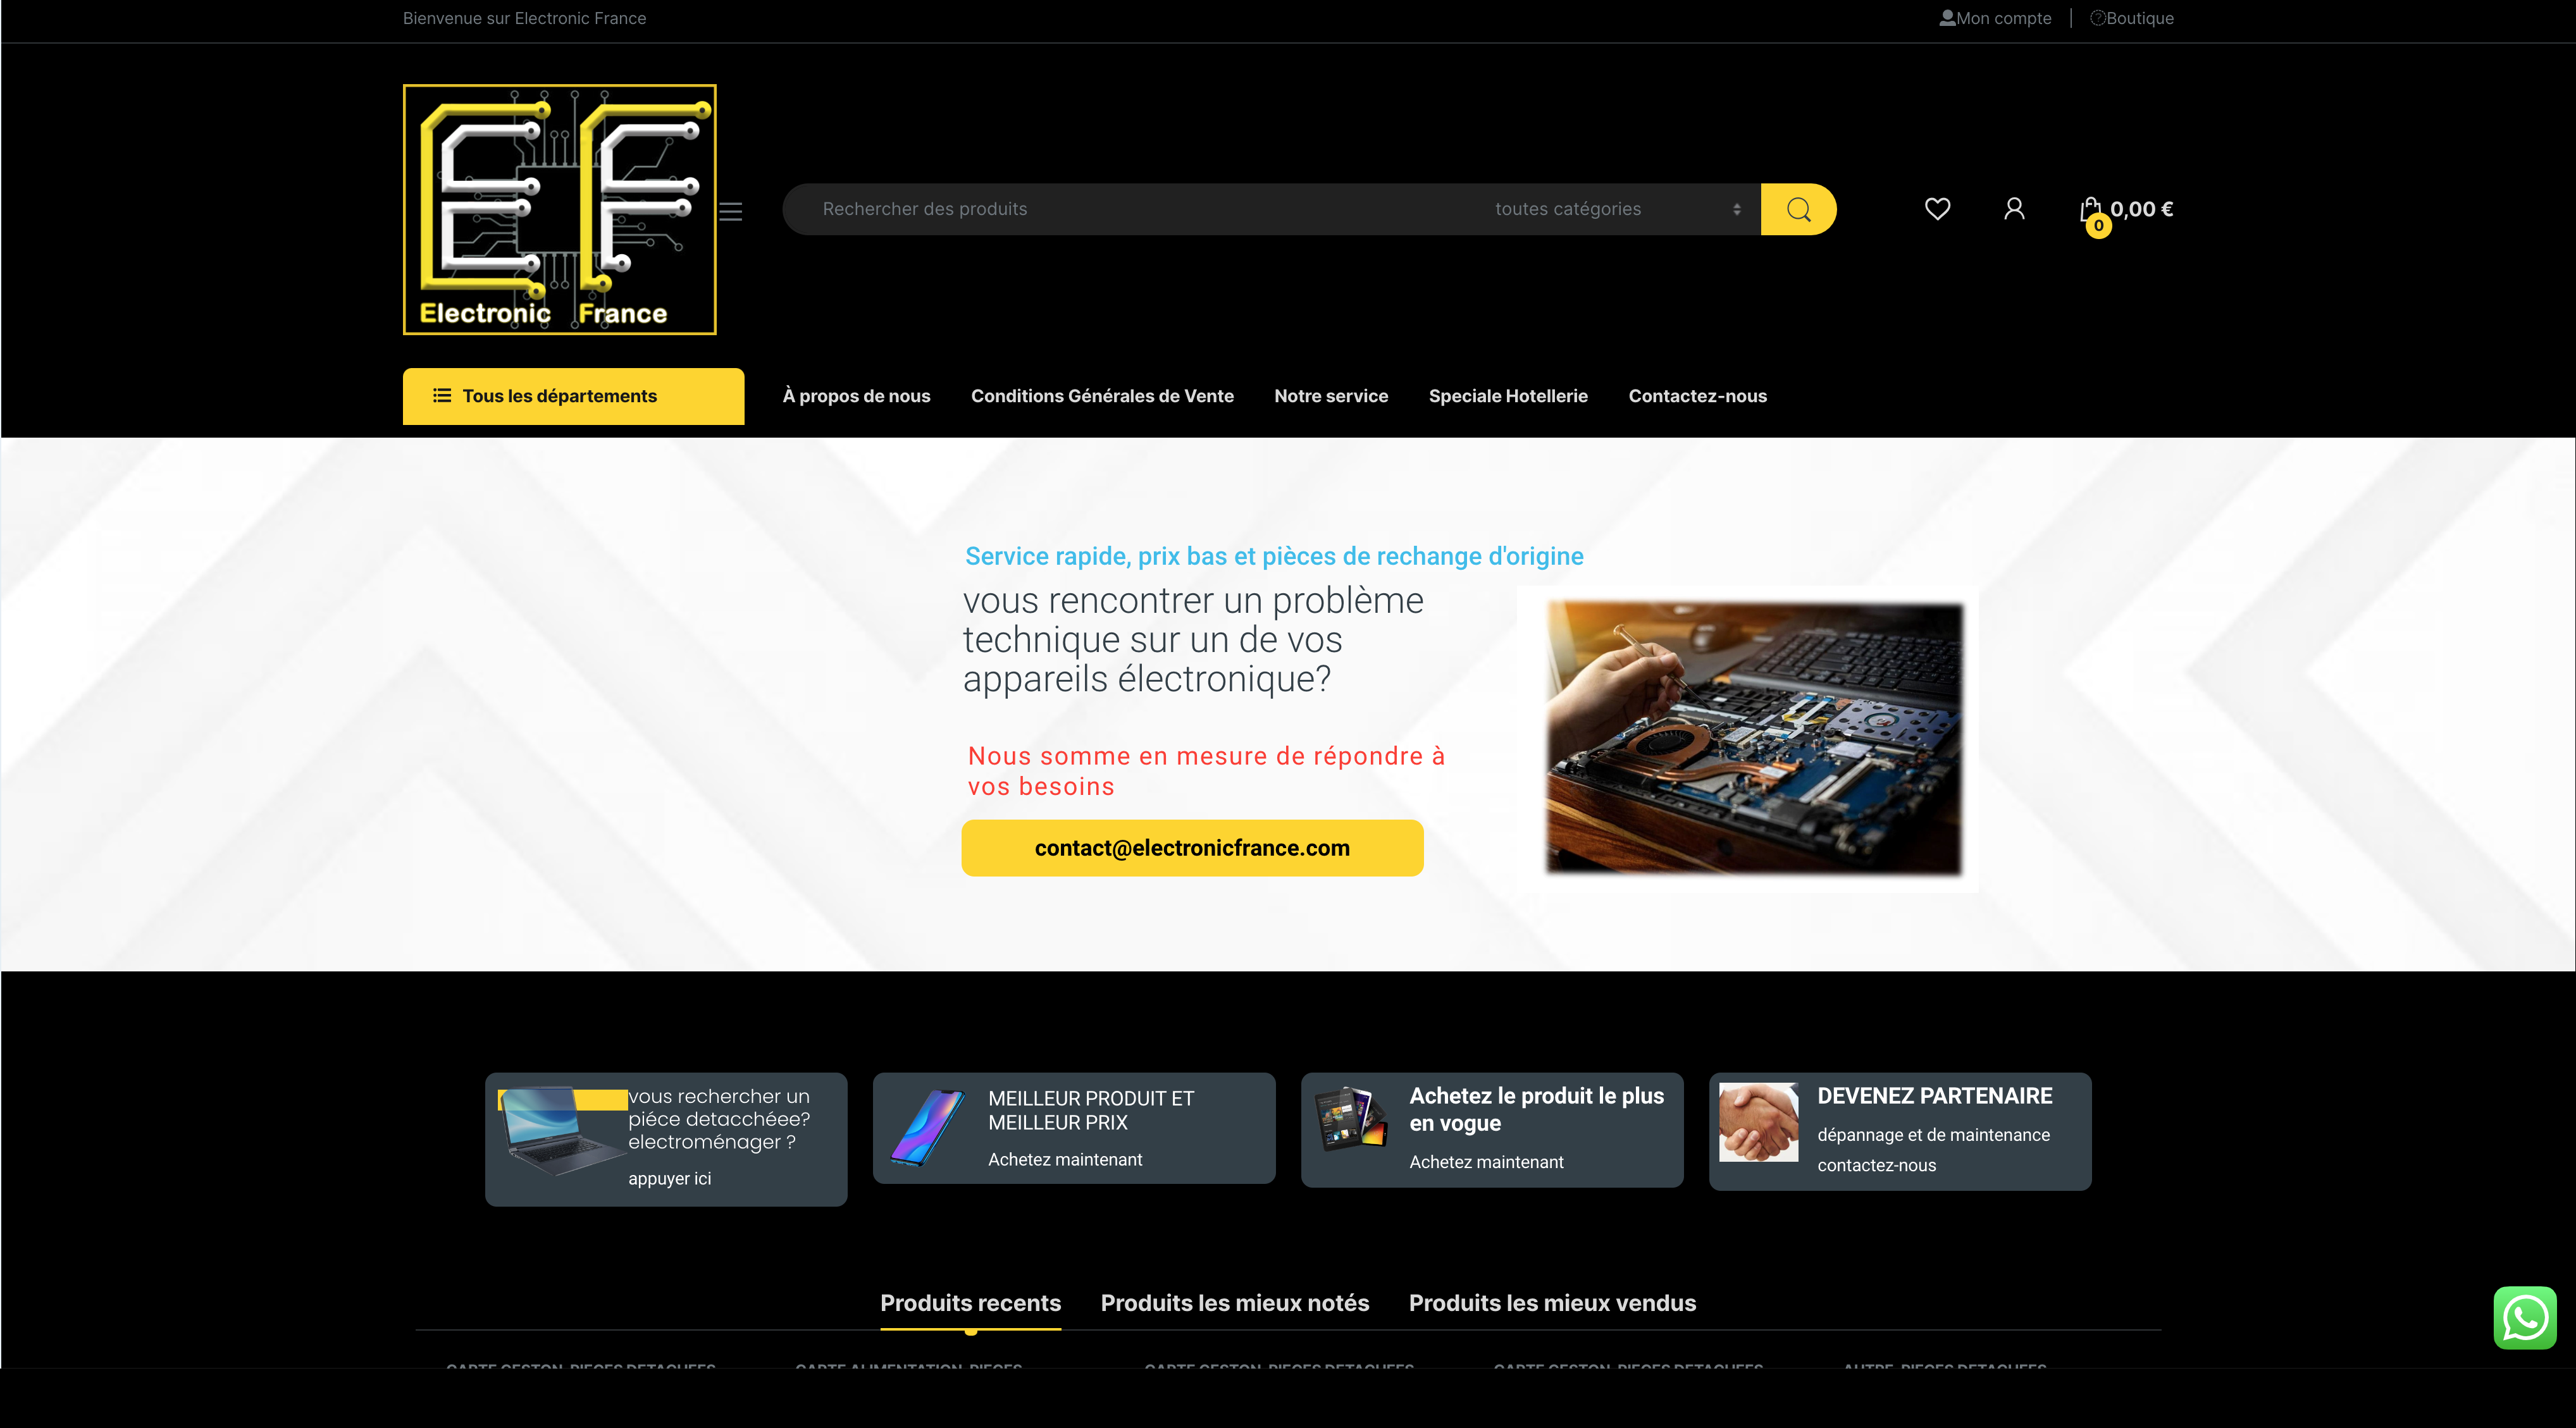 Bienvenue sur Electronic France
Mon compte
Boutique
EF
Electronic France
Rechercher des produits
toutes catégories
0,00 €
0
Tous les départements
À propos de nous
Conditions Générales de Vente
Notre service
Speciale Hotellerie
Contactez-nous
Service rapide, prix bas et pièces de rechange d'origine
vous rencontrer un problème
technique sur un de vos
appareils électronique?
Nous somme en mesure de répondre à
vos besoins
contact@electronicfrance.com
vous rechercher un
piéce detacchéee?
electroménager ?
appuyer ici
MEILLEUR PRODUIT ET
MEILLEUR PRIX
Achetez maintenant
Achetez le produit le plus
en vogue
Achetez maintenant
DEVENEZ PARTENAIRE
dépannage et de maintenance
contactez-nous
Produits recents
Produits les mieux notés
Produits les mieux vendus